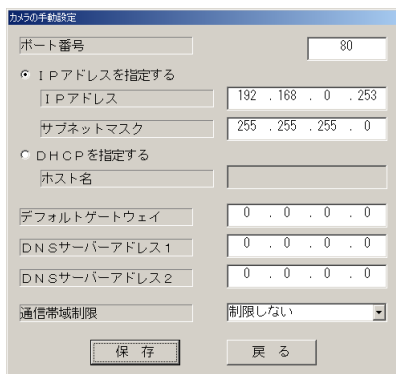 カメラの手動設定
ポート番号 80
ＩＰアドレスを指定する
ＩＰアドレス 192 . 168 . 0 . 253
サブネットマスク 255 . 255 . 255 . 0
ＤＨＣＰを指定する
ホスト名
デフォルトゲートウェイ 0 . 0 . 0 . 0
ＤＮＳサーバーアドレス１ 0 . 0 . 0 . 0
ＤＮＳサーバーアドレス２ 0 . 0 . 0 . 0
通信帯域制限 制限しない
保 存 戻 る